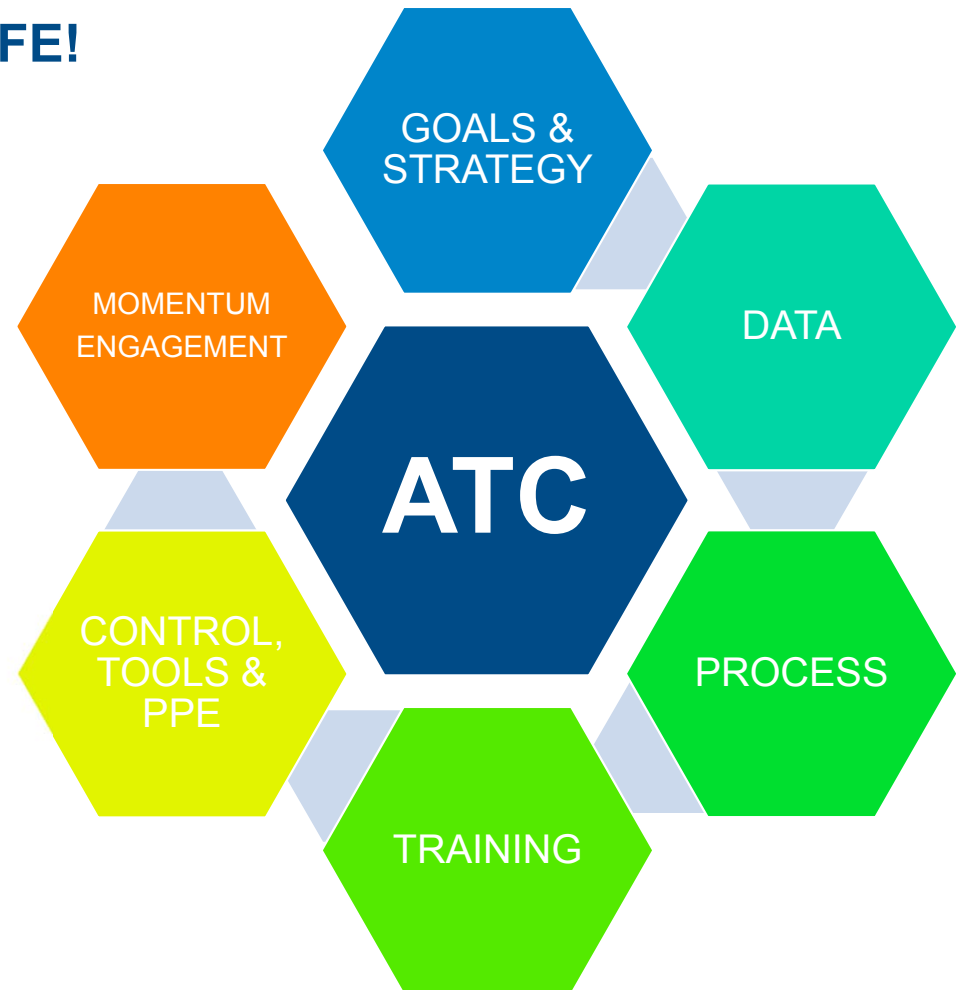 FE!
GOALS &
STRATEGY
MOMENTUM
ENGAGEMENT
DATA
ATC
CONTROL,
TOOLS &
PPE
PROCESS
TRAINING